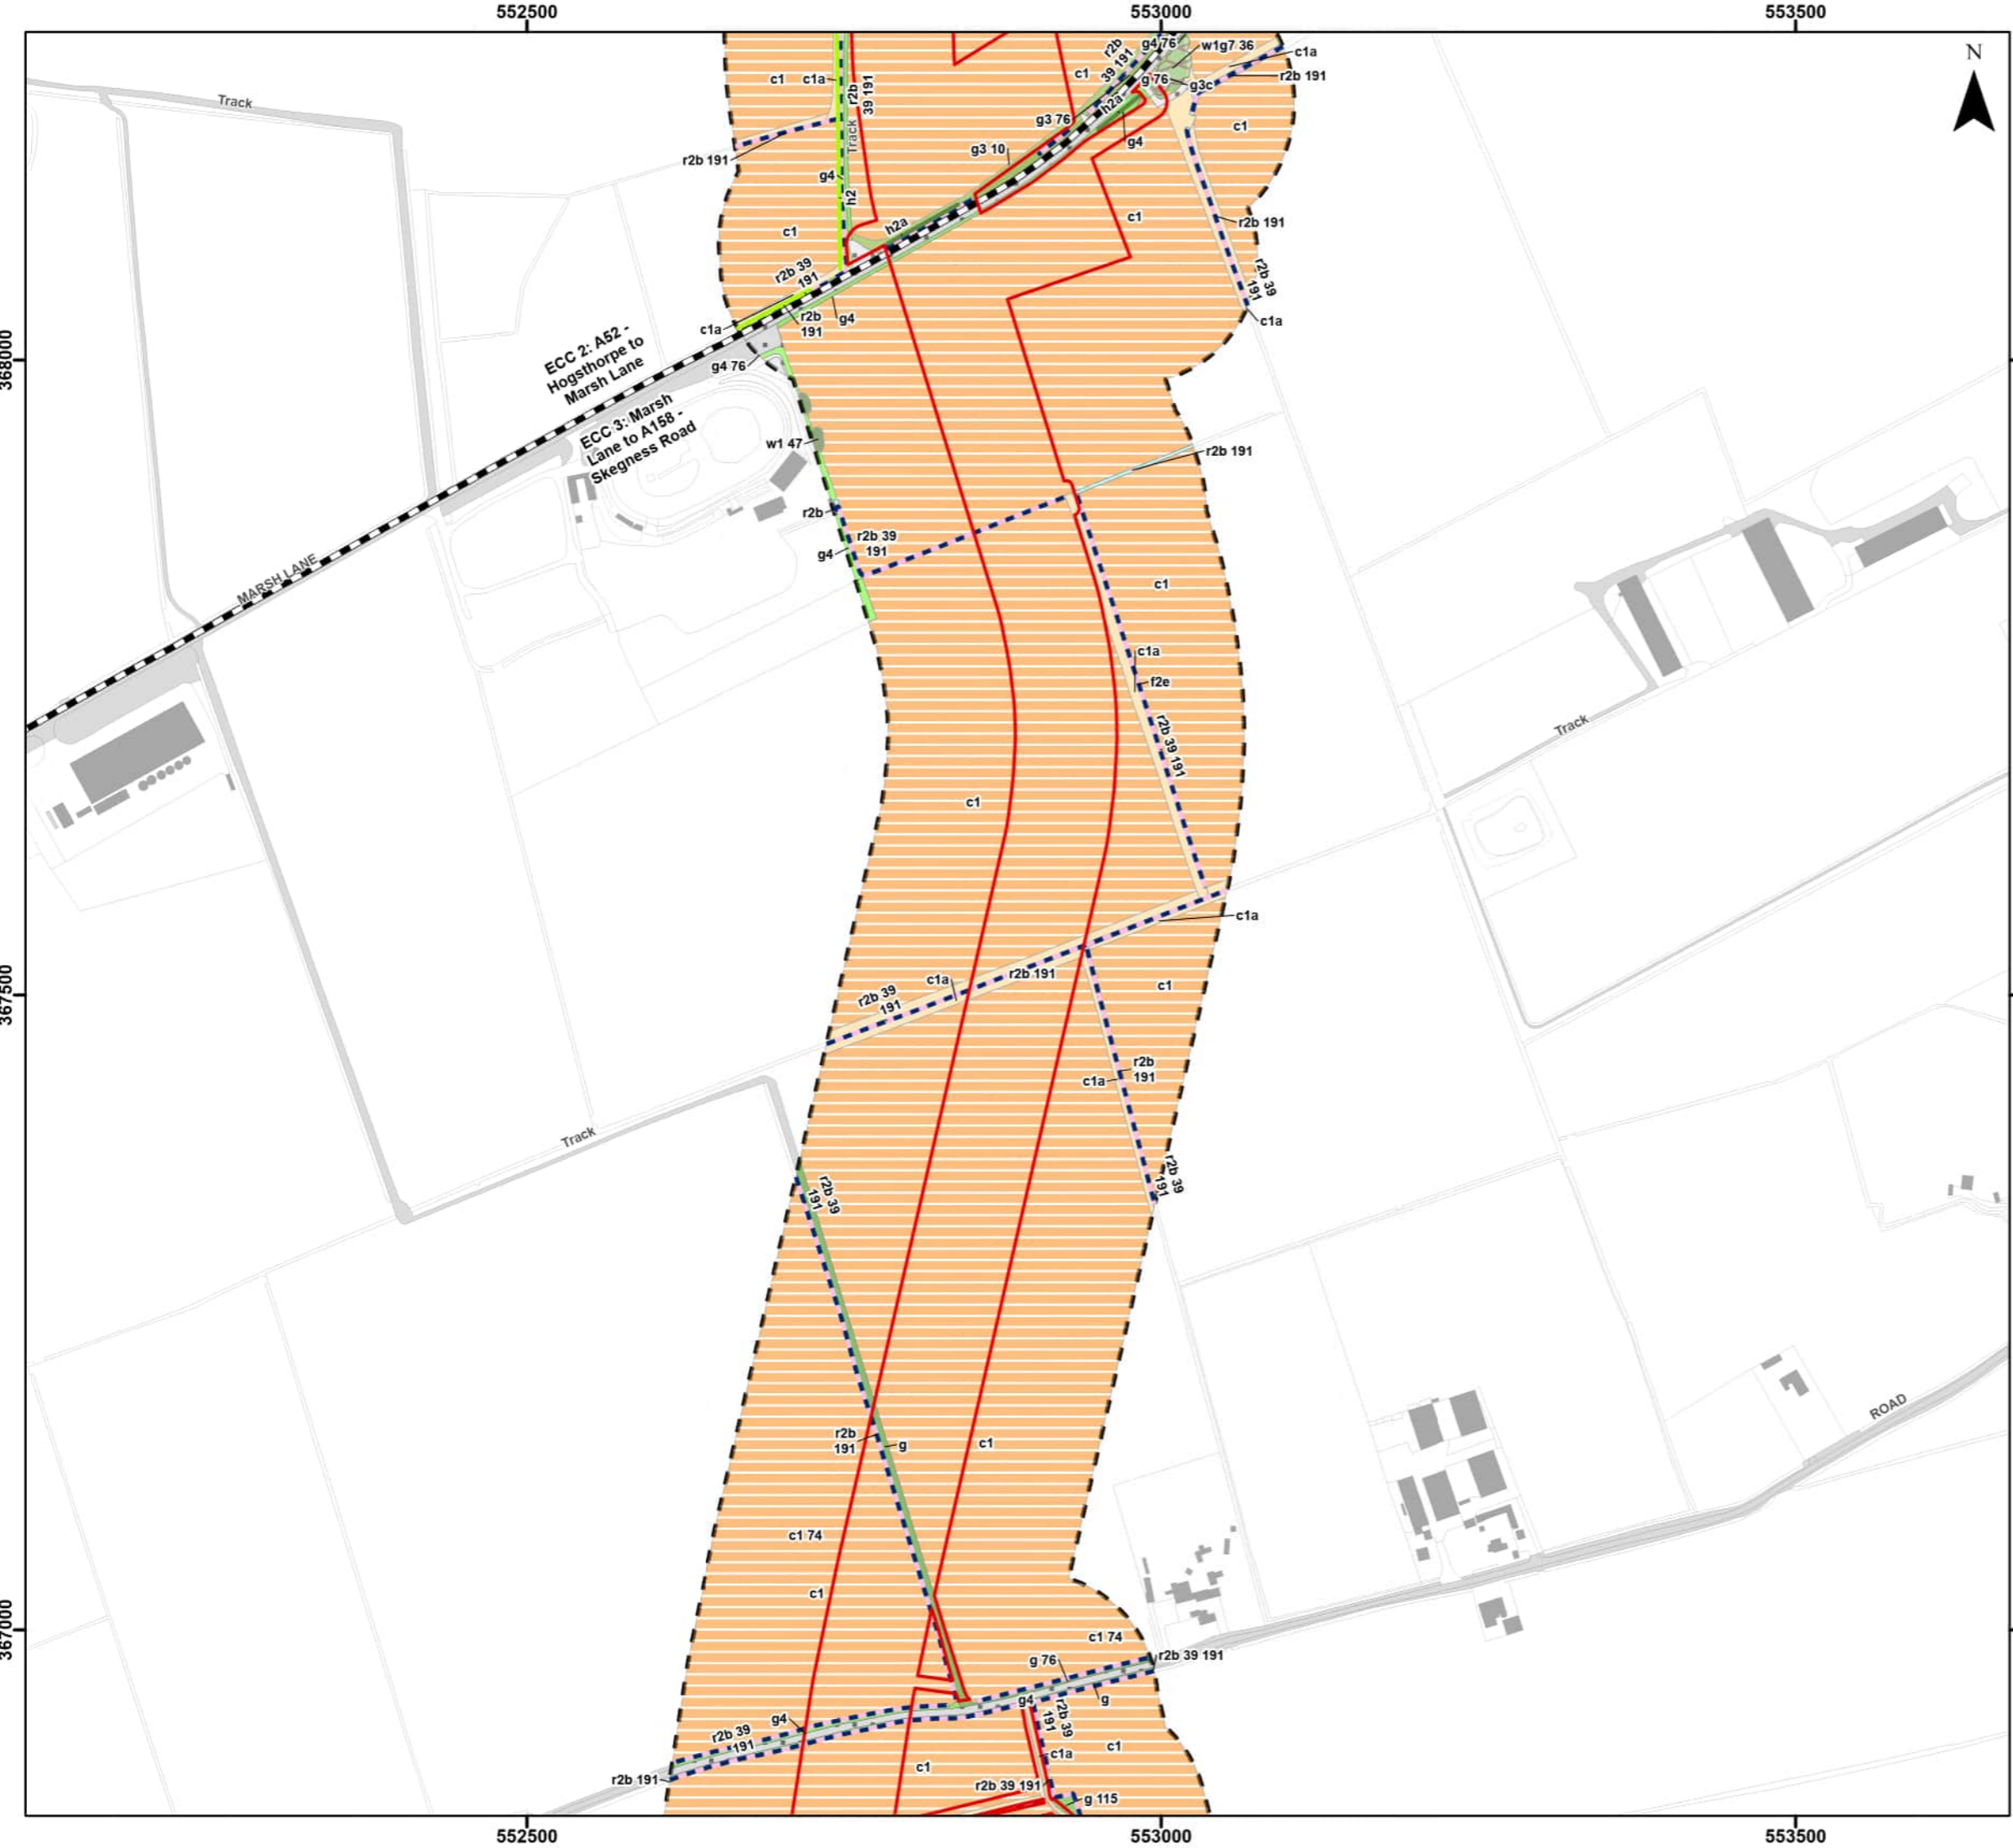 552500
553000
553500
N
Track
c1
c1a
r2b
39 191
Track
c1
r2b
39 191
g4 76
w1g7 36
c1a
r2b 191
g 76
g3c
h2a
g3 76
g4
c1
g3 10
r2b 191
g4
h2
h2a
c1
c1
r2b 191
r2b 39
191
r2b 39
191
c1a
r2b
191
g4
c1a
368000
ECC 2: A52 -
Hogsthorpe to
Marsh Lane
g4 76
ECC 3: Marsh
Lane to A158 -
Skegness Road
w1 47
r2b 191
r2b
r2b 39
191
g4
MARSH LANE
c1
c1a
f2e
r2b 39 191
Track
c1
c1a
367500
c1a
r2b 191
r2b 39
191
c1
r2b
191
c1a
Track
r2b 39
191
r2b 39
191
ROAD
r2b
191
g
c1
c1 74
c1
367000
c1 74
g 76
r2b 39 191
g4
g
r2b 39
191
g4
r2b 39
191
c1a
c1
c1
r2b 191
r2b 39 191
g 115
552500
553000
553500